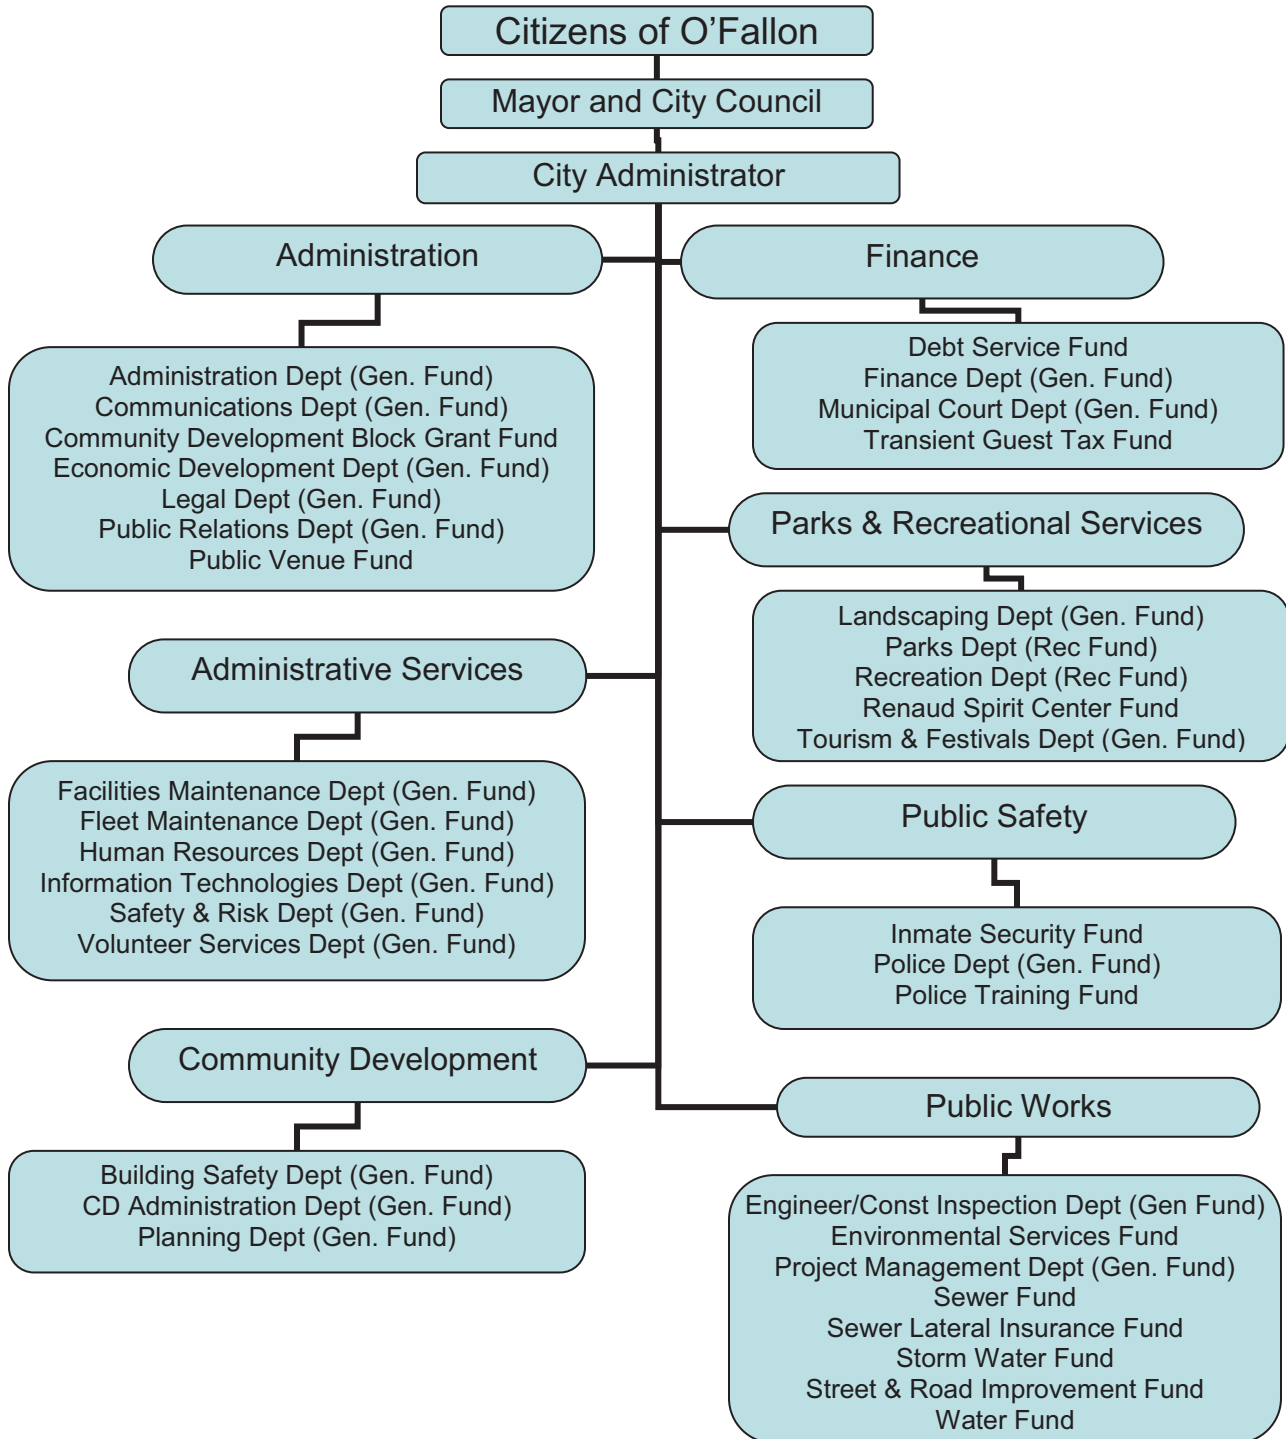 Citizens of O’Fallon
Mayor and City Council
City Administrator
Administration
Administration Dept (Gen. Fund)
Communications Dept (Gen. Fund)
Community Development Block Grant Fund
Economic Development Dept (Gen. Fund)
Legal Dept (Gen. Fund)
Public Relations Dept (Gen. Fund)
Public Venue Fund
Administrative Services
Facilities Maintenance Dept (Gen. Fund)
Fleet Maintenance Dept (Gen. Fund)
Human Resources Dept (Gen. Fund)
Information Technologies Dept (Gen. Fund)
Safety & Risk Dept (Gen. Fund)
Volunteer Services Dept (Gen. Fund)
Community Development
Building Safety Dept (Gen. Fund)
CD Administration Dept (Gen. Fund)
Planning Dept (Gen. Fund)
Finance
Debt Service Fund
Finance Dept (Gen. Fund)
Municipal Court Dept (Gen. Fund)
Transient Guest Tax Fund
Parks & Recreational Services
Landscaping Dept (Gen. Fund)
Parks Dept (Rec Fund)
Recreation Dept (Rec Fund)
Renaud Spirit Center Fund
Tourism & Festivals Dept (Gen. Fund)
Public Safety
Inmate Security Fund
Police Dept (Gen. Fund)
Police Training Fund
Public Works
Engineer/Const Inspection Dept (Gen Fund)
Environmental Services Fund
Project Management Dept (Gen. Fund)
Sewer Fund
Sewer Lateral Insurance Fund
Storm Water Fund
Street & Road Improvement Fund
Water Fund